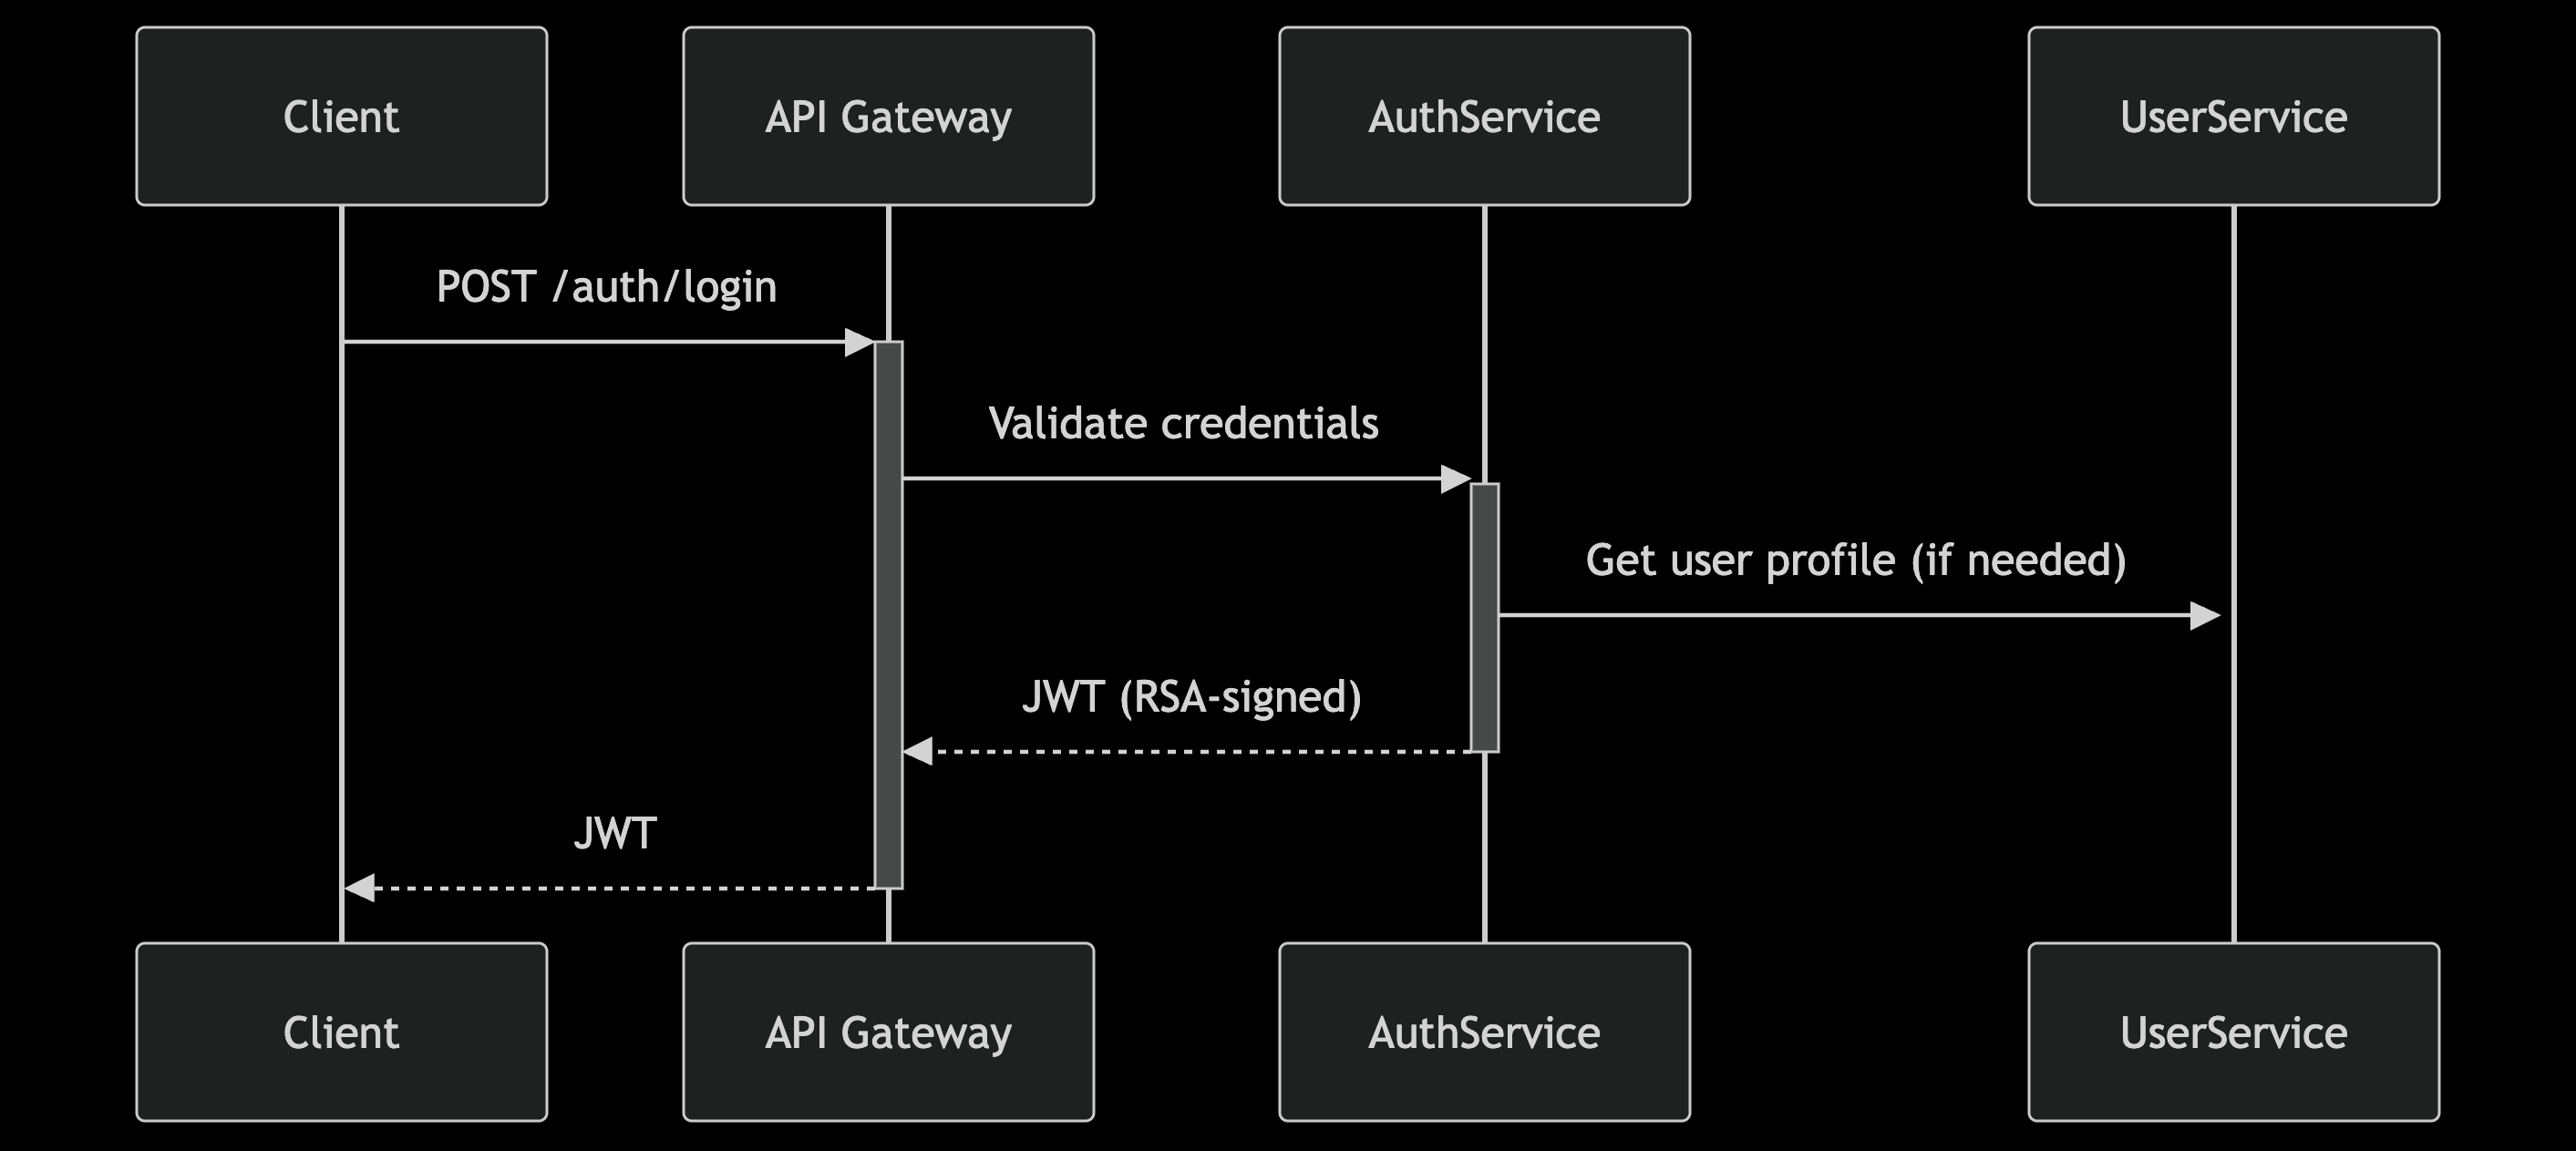 Client
API Gateway
AuthService
UserService
POST /auth/login
Validate credentials
Get user profile (if needed)
JWT (RSA-signed)
JWT
Client
API Gateway
AuthService
UserService